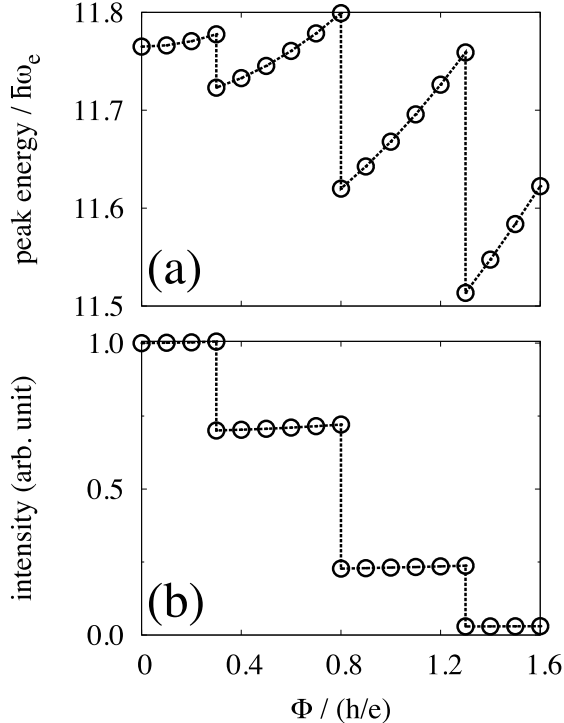 11.8
11.7
11.6
11.5
peak energy / ħω_e
(a)
1.0
0.5
0.0
intensity (arb. unit)
(b)
0 0.4 0.8 1.2 1.6
Φ / (h/e)